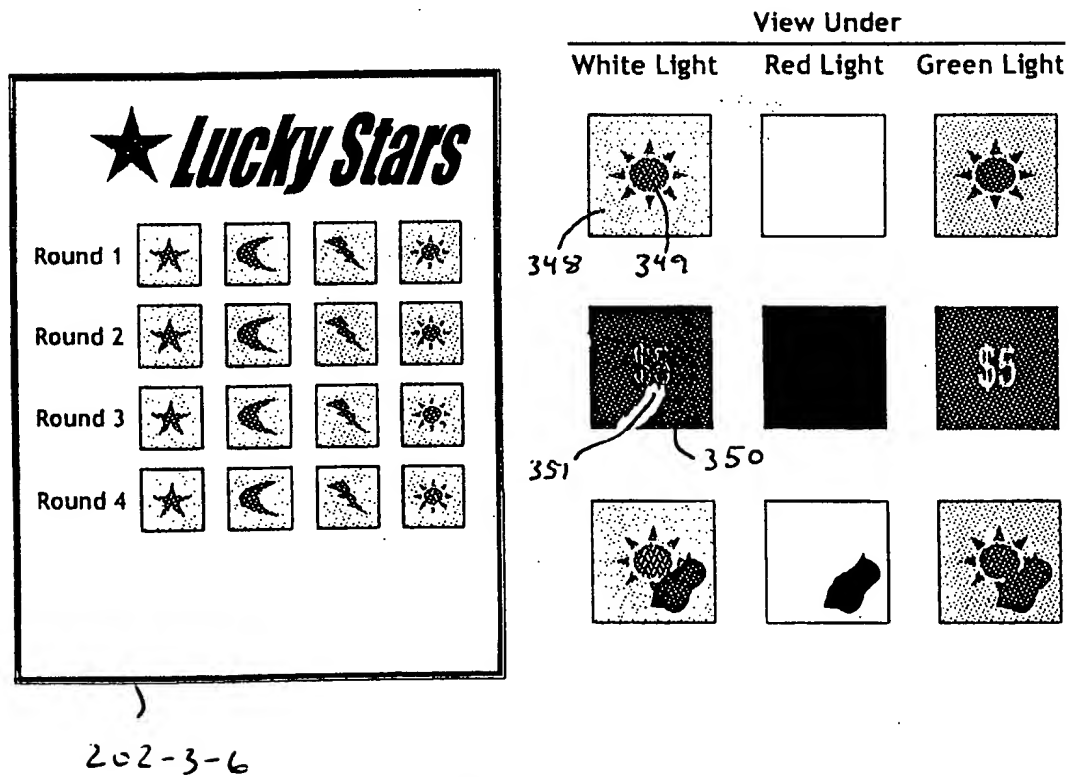 View Under
White Light Red Light Green Light
Lucky Stars
Round 1
Round 2
Round 3
Round 4
348 349
$5 $5
351 350
202-3-6